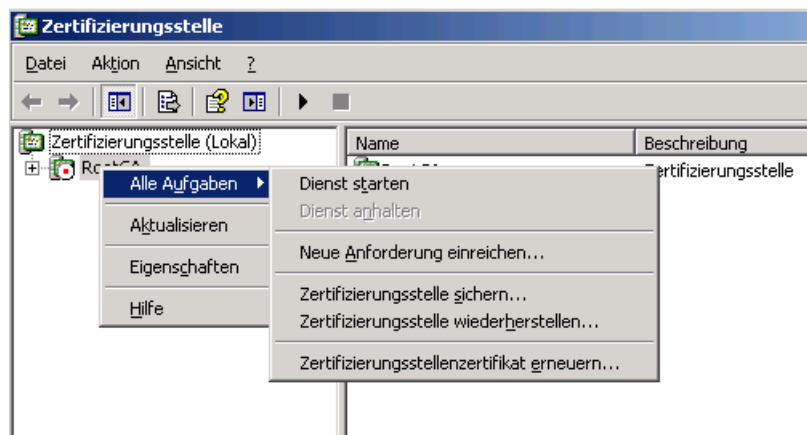 Zertifizierungsstelle
Datei Aktion Ansicht ?
Zertifizierungsstelle (Lokal)
Name Beschreibung
Zertifizierungsstelle
Alle Aufgaben Dienst starten
Dienst anhalten
Aktualisieren
Neue Anforderung einreichen...
Eigenschaften
Zertifizierungsstelle sichern...
Hilfe
Zertifizierungsstelle wiederherstellen...
Zertifizierungsstellenzertifikat erneuern...